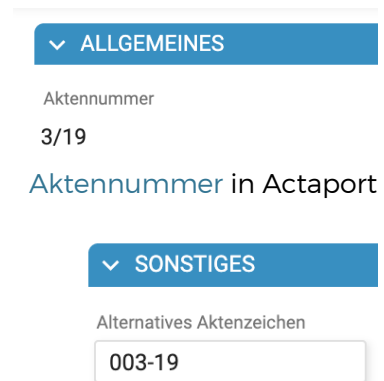 ALLGEMEINES
Aktennummer
3/19
Aktennummer in Actaport
SONSTIGES
Alternatives Aktenzeichen
003-19